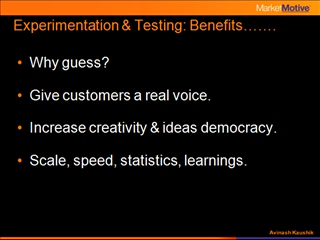 MarketMotive
Experimentation & Testing: Benefits…….
• Why guess?
• Give customers a real voice.
• Increase creativity & ideas democracy.
• Scale, speed, statistics, learnings.
Avinash Kaushik